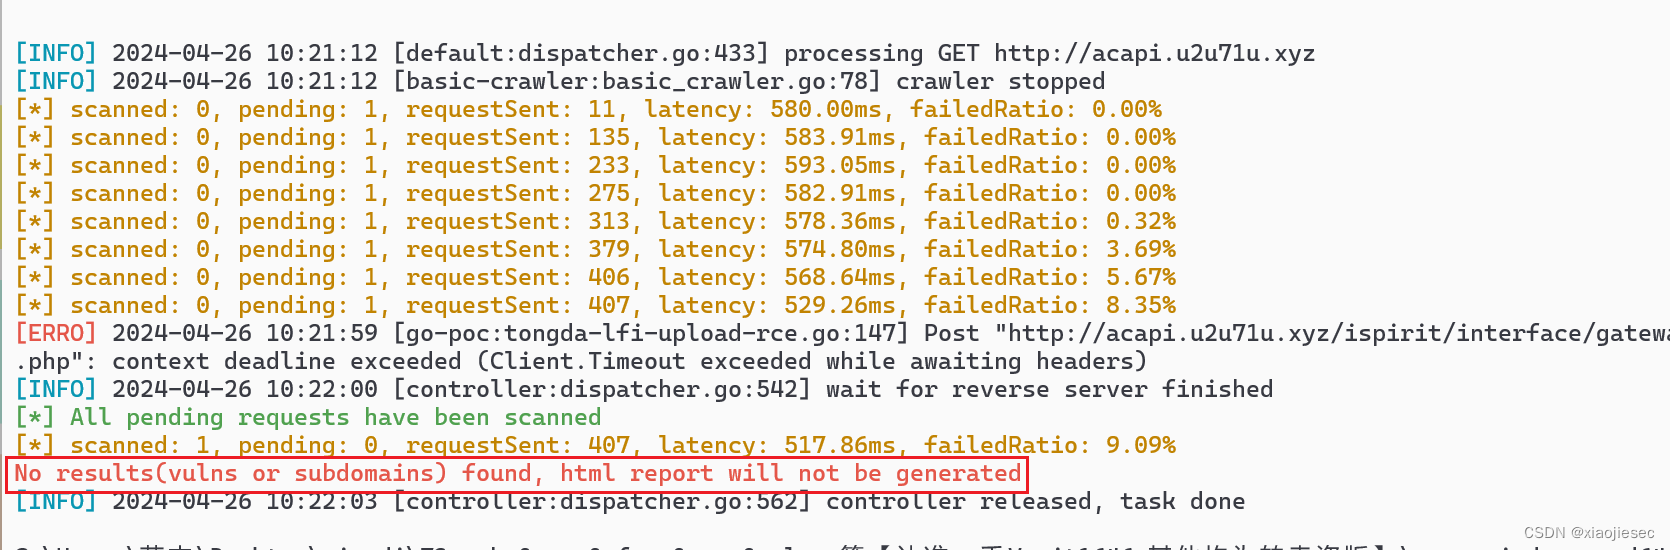 [INFO] 2024-04-26 10:21:12 [default:dispatcher.go:433] processing GET http://acapi.u2u71u.xyz
[INFO] 2024-04-26 10:21:12 [basic-crawler:basic_crawler.go:78] crawler stopped
[*] scanned: 0, pending: 1, requestSent: 11, latency: 580.00ms, failedRatio: 0.00%
[*] scanned: 0, pending: 1, requestSent: 135, latency: 583.91ms, failedRatio: 0.00%
[*] scanned: 0, pending: 1, requestSent: 233, latency: 593.05ms, failedRatio: 0.00%
[*] scanned: 0, pending: 1, requestSent: 275, latency: 582.91ms, failedRatio: 0.00%
[*] scanned: 0, pending: 1, requestSent: 313, latency: 578.36ms, failedRatio: 0.32%
[*] scanned: 0, pending: 1, requestSent: 379, latency: 574.80ms, failedRatio: 3.69%
[*] scanned: 0, pending: 1, requestSent: 406, latency: 568.64ms, failedRatio: 5.67%
[*] scanned: 0, pending: 1, requestSent: 407, latency: 529.26ms, failedRatio: 8.35%
[ERRO] 2024-04-26 10:21:59 [go-poc:tongda-lfi-upload-rce.go:147] Post "http://acapi.u2u71u.xyz/ispirit/interface/gatewa
.php": context deadline exceeded (Client.Timeout exceeded while awaiting headers)
[INFO] 2024-04-26 10:22:00 [controller:dispatcher.go:542] wait for reverse server finished
[*] All pending requests have been scanned
[*] scanned: 1, pending: 0, requestSent: 407, latency: 517.86ms, failedRatio: 9.09%
No results(vulns or subdomains) found, html report will not be generated
[INFO] 2024-04-26 10:22:03 [controller:dispatcher.go:562] controller released, task done
CSDN @xiaojiesec